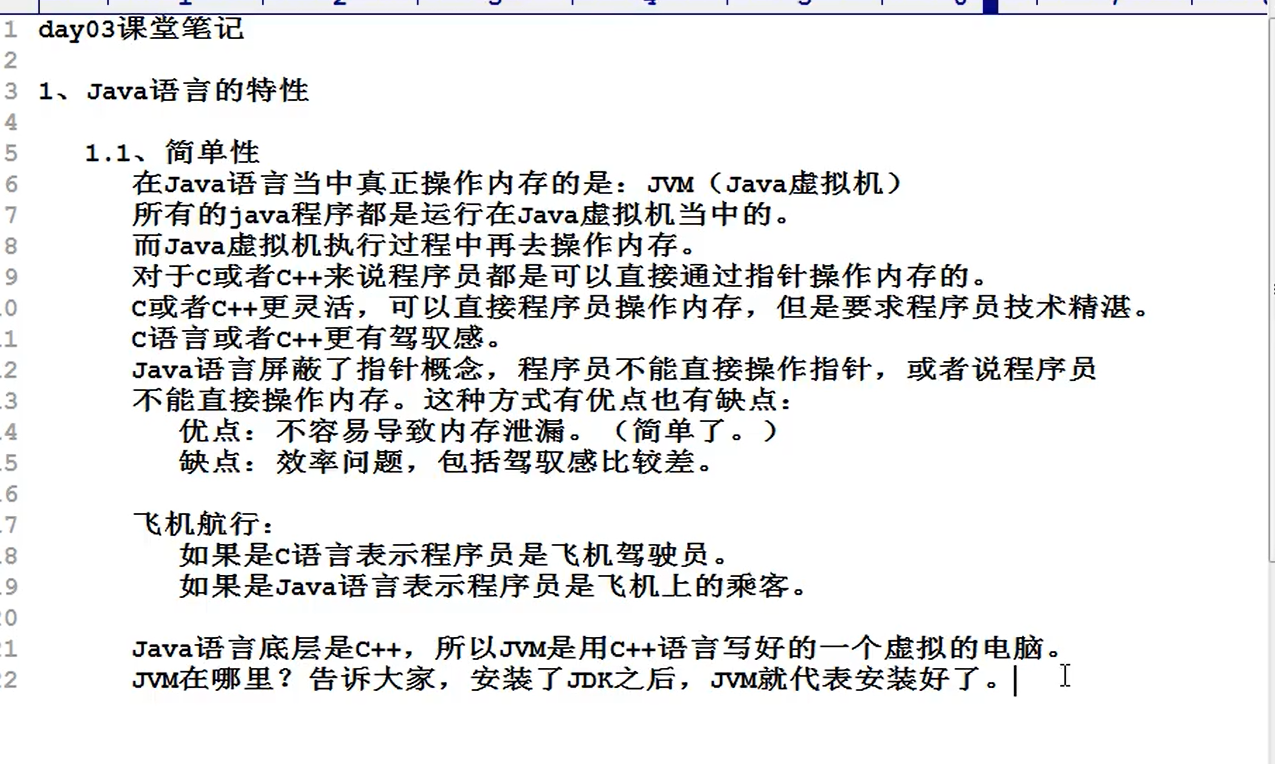 1 day03课堂笔记
2
3 1、Java语言的特性
4
5 1.1、简单性
6 在Java语言当中真正操作内存的是：JVM（Java虚拟机）
7 所有的java程序都是运行在Java虚拟机当中的。
8 而Java虚拟机执行过程中再去操作内存。
9 对于C或者C++来说程序员都是可以直接通过指针操作内存的。
10 C或者C++更灵活，可以直接程序员操作内存，但是要求程序员技术精湛。
11 C语言或者C++更有驾驭感。
12 Java语言屏蔽了指针概念，程序员不能直接操作指针，或者说程序员
13 不能直接操作内存。这种方式有优点也有缺点：
14 优点：不容易导致内存泄漏。（简单了。）
15 缺点：效率问题，包括驾驭感比较差。
16
17 飞机航行：
18 如果是C语言表示程序员是飞机驾驶员。
19 如果是Java语言表示程序员是飞机上的乘客。
20
21 Java语言底层是C++，所以JVM是用C++语言写好的一个虚拟的电脑。
22 JVM在哪里？告诉大家，安装了JDK之后，JVM就代表安装好了。